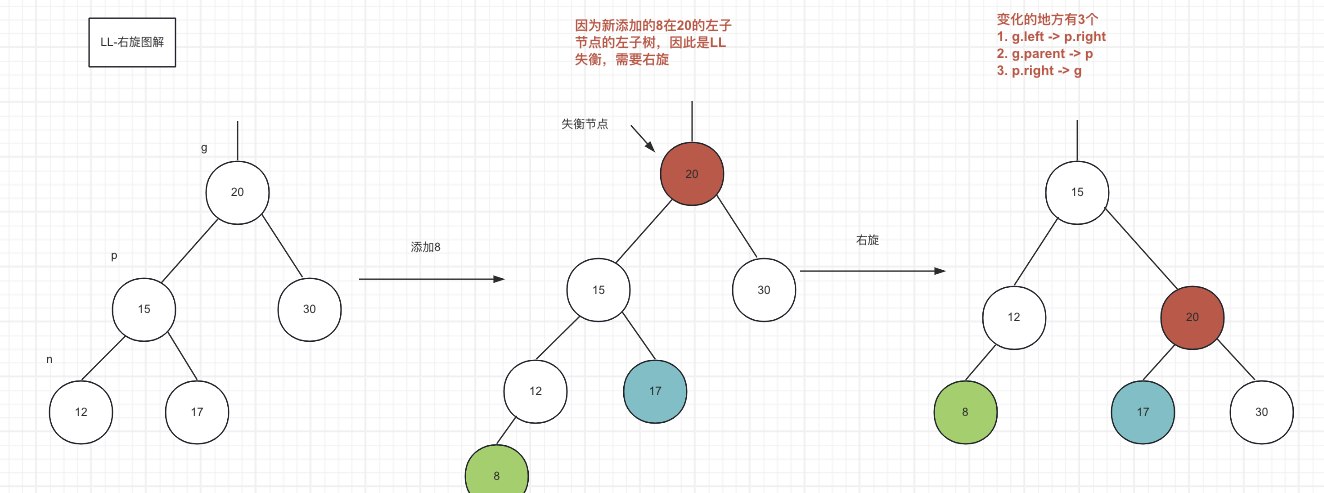 LL-右旋图解
因为新添加的8在20的左子
节点的左子树，因此是LL
失衡，需要右旋
变化的地方有3个
1. g.left -> p.right
2. g.parent -> p
3. p.right -> g
g
20
p
15
30
n
12
17
添加8
失衡节点
20
15
30
12
17
8
右旋
15
12
20
8
17
30